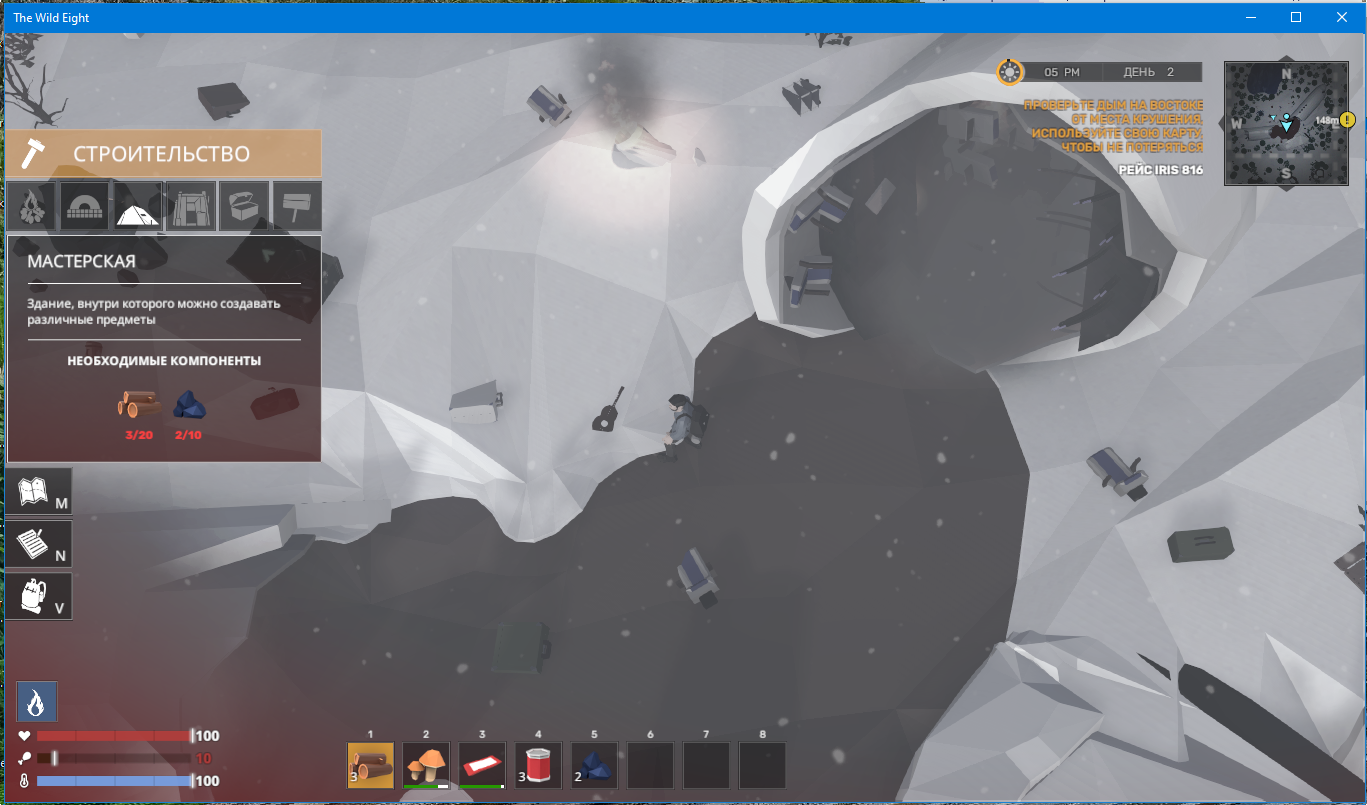 The Wild Eight
05 PM ДЕНЬ 2
ПРОВЕРЬТЕ ДЫМ НА ВОСТОКЕ
ОТ МЕСТА КРУШЕНИЯ.
ИСПОЛЬЗУЙТЕ СВОЮ КАРТУ,
ЧТОБЫ НЕ ПОТЕРЯТЬСЯ
РЕЙС IRIS 816
N
W 148m E
S
СТРОИТЕЛЬСТВО
МАСТЕРСКАЯ
Здание, внутри которого можно создавать
различные предметы
НЕОБХОДИМЫЕ КОМПОНЕНТЫ
3/20 2/10
M
N
V
100
10
100
1 2 3 4 5 6 7 8
3 3 2